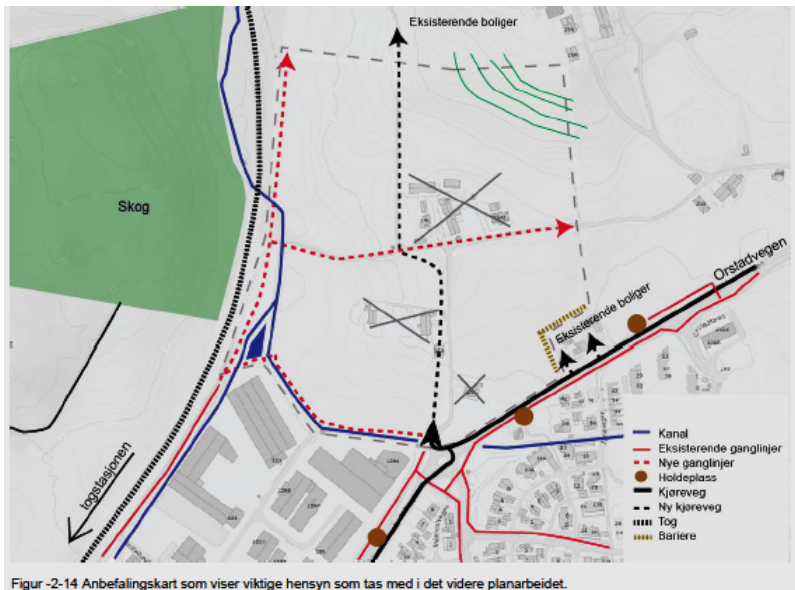 Eksisterende boliger
Skog
Orstadvegen
Eksisterende boliger
togstasjonen
Kanal
Eksisterende ganglinjer
Nye ganglinjer
Holdeplass
Kjøreveg
Ny kjøreveg
Tog
Bariere
Figur -2-14 Anbefalingskart som viser viktige hensyn som tas med i det videre planarbeidet.